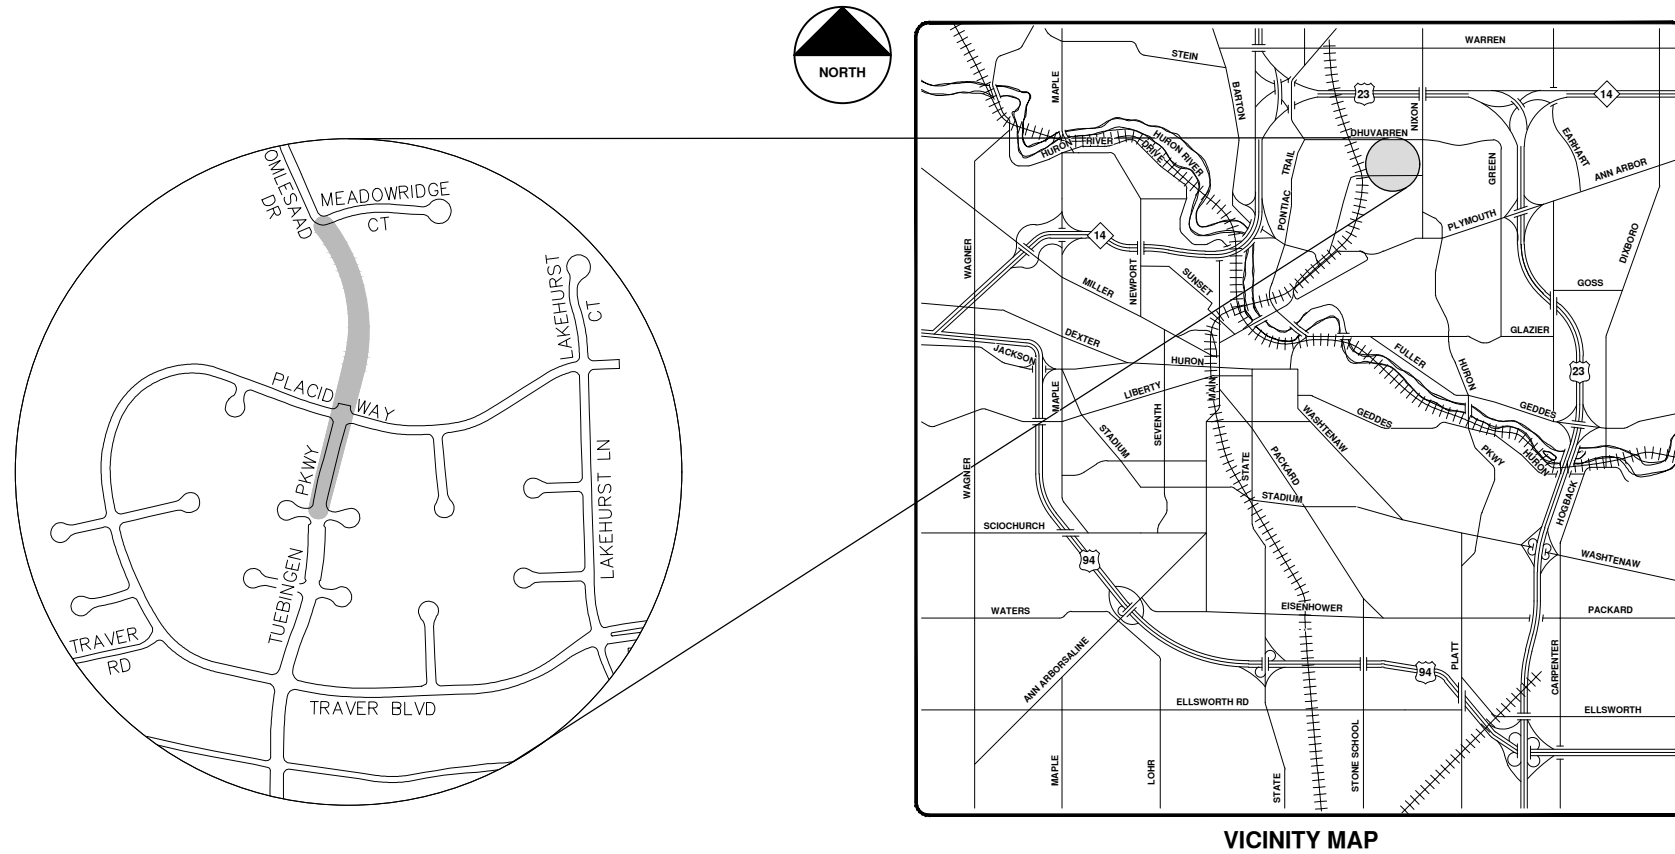 NORTH
OMLESAAD
DR
MEADOWRIDGE
CT
LAKEHURST
CT
PLACID
WAY
PKWY
LAKEHURST LN
TUEBINGEN
TRAVER
RD
TRAVER BLVD
WARREN
STEIN
MAPLE
BARTON
23
14
NIXON
DHUVARREN
EARHART
HURON
RIVER
DRIVE
HURON RIVER
TRAIL
PONTIAC
GREEN
ANN ARBOR
PLYMOUTH
DIXBORO
WAGNER
14
NEWPORT
SUNSET
MILLER
GOSS
DEXTER
GLAZIER
JACKSON
HURON
FULLER
HURON
23
MAPLE
LIBERTY
MAIN
SEVENTH
WASHTENAW
GEDDES
GEDDES
STADIUM
STATE
PACKARD
PKWY
HURON
WAGNER
STADIUM
HOGBACK
SCIOCHURCH
94
WASHTENAW
WATERS
EISENHOWER
PACKARD
ANN ARBORSALINE
PLATT
94
CARPENTER
ELLSWORTH RD
ELLSWORTH
MAPLE
LOHR
STATE
STONE SCHOOL
VICINITY MAP